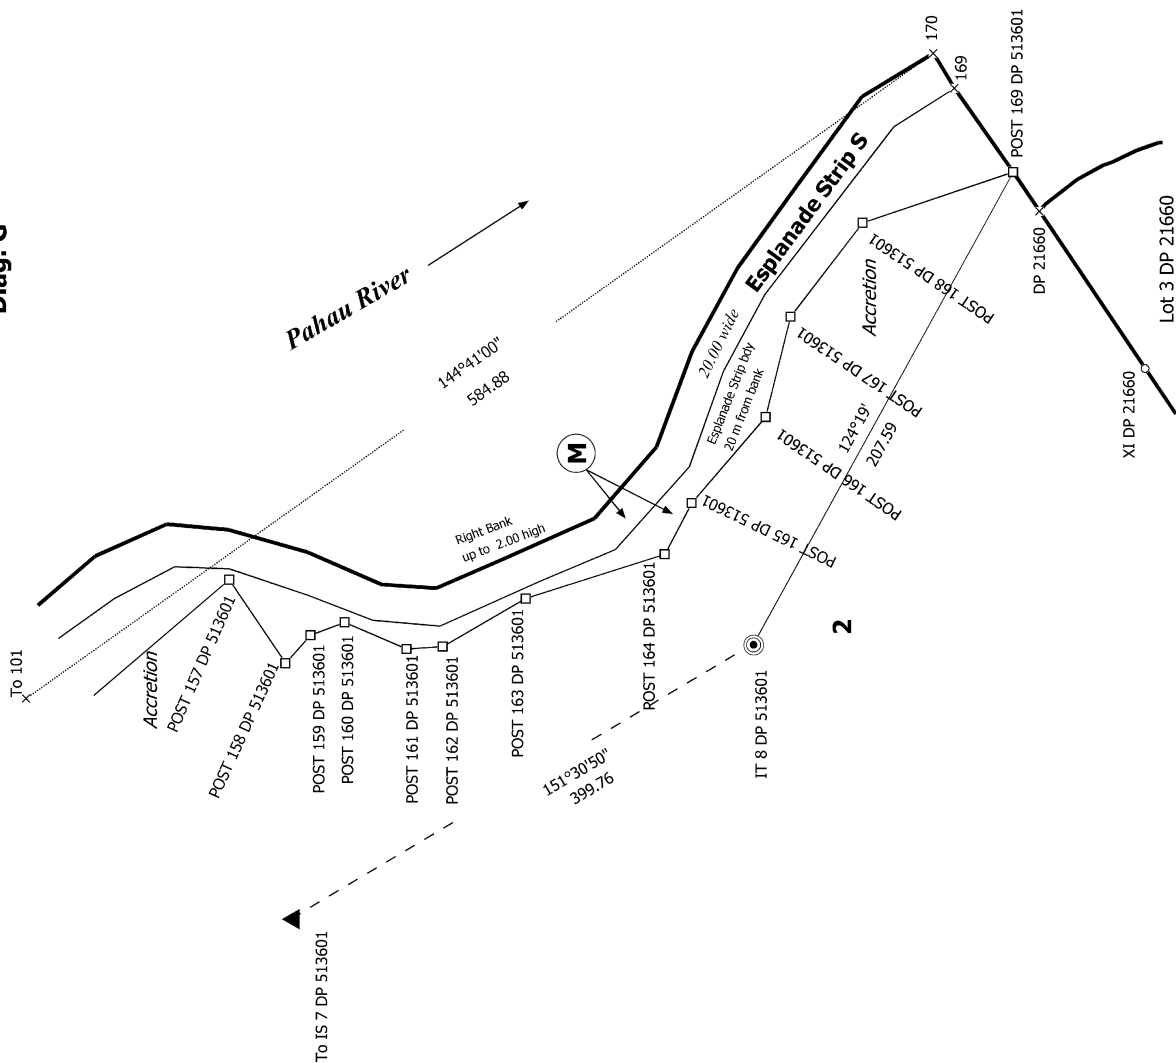 Diag. G
To 101
170
169
POST 169 DP 513601
Pahau River
144°41'00"
584.88
Esplanade Strip S
20.00 wide
Esplanade Strip bdy
20 m from bank
M
Right Bank
up to 2.00 high
Accretion
POST 157 DP 513601
POST 158 DP 513601
POST 159 DP 513601
POST 160 DP 513601
POST 161 DP 513601
POST 162 DP 513601
POST 163 DP 513601
POST 164 DP 513601
POST 165 DP 513601
POST 166 DP 513601
POST 167 DP 513601
POST 168 DP 513601
Accretion
124°19'
207.59
DP 21660
Lot 3 DP 21660
XI DP 21660
2
IT 8 DP 513601
151°30'50"
399.76
To IS 7 DP 513601